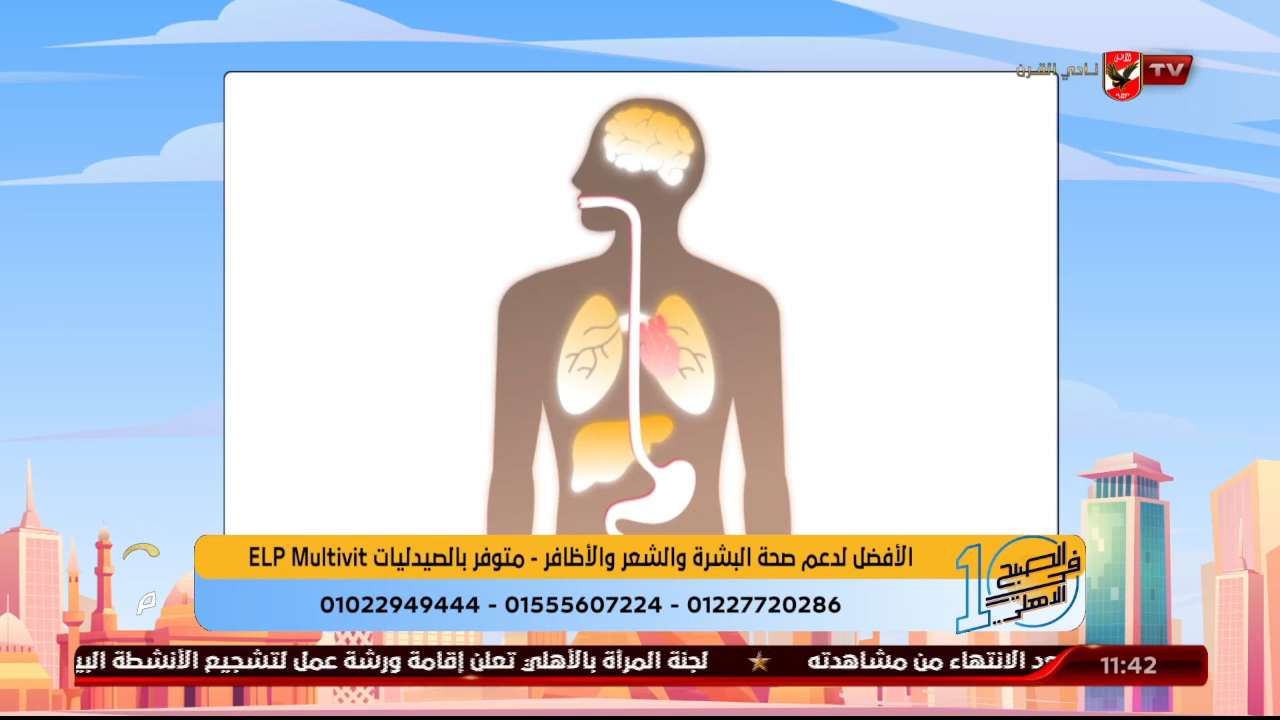 نادي القرن
TV
الأفضل لدعم صحة البشرة والشعر والأظافر - متوفر بالصيدليات ELP Multivit
01022949444 - 01555607224 - 01227720286
10 في الصبح الأهلي..
د الانتهاء من مشاهدته ★ لجنة المرأة بالأهلي تعلن إقامة ورشة عمل لتشجيع الأنشطة
11:42